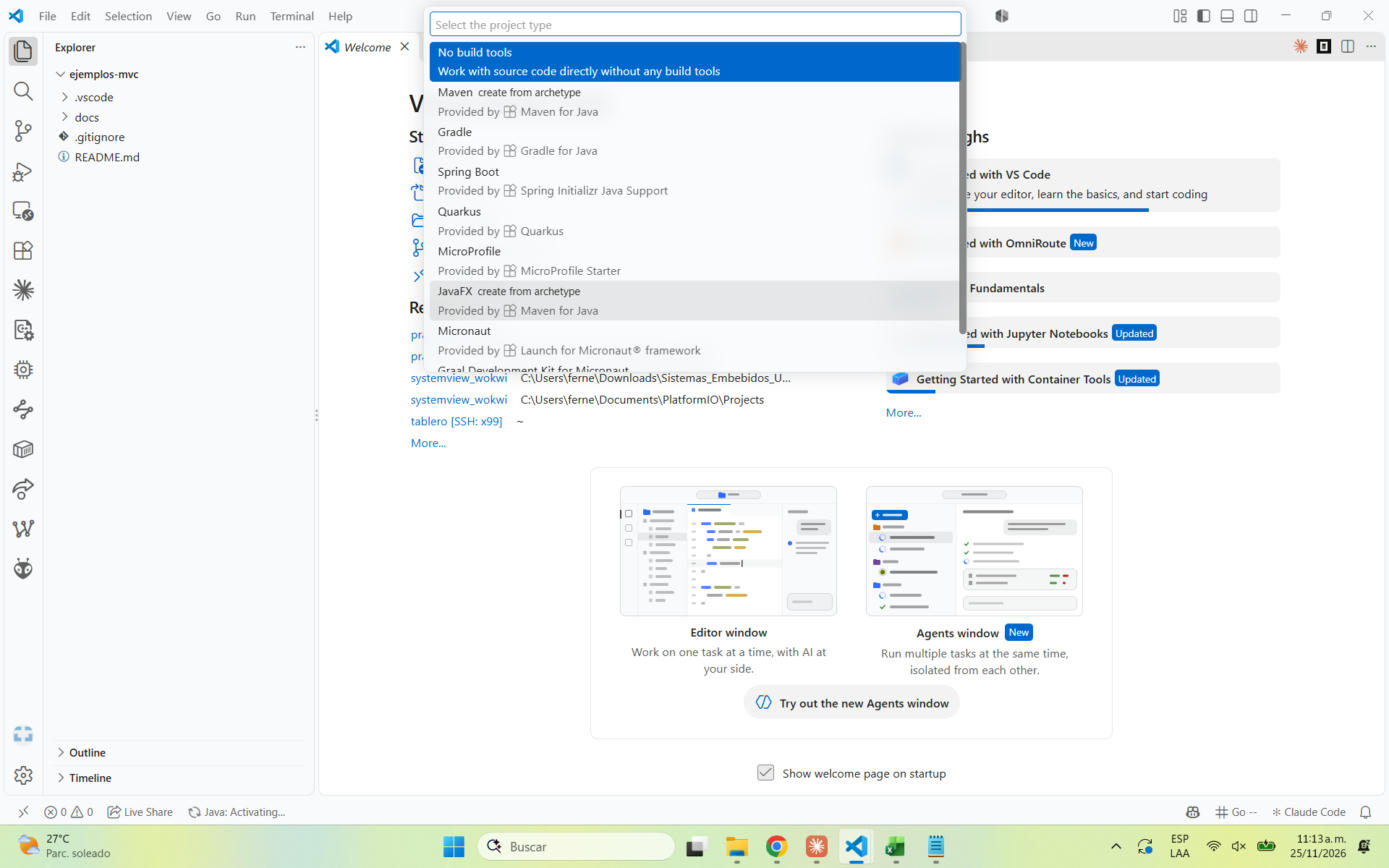 File Edit Selection View Go Run Terminal Help
Select the project type
No build tools
Work with source code directly without any build tools
Maven create from archetype
Provided by Maven for Java
Gradle
Provided by Gradle for Java
Spring Boot
Provided by Spring Initializr Java Support
Quarkus
Provided by Quarkus
MicroProfile
Provided by MicroProfile Starter
JavaFX create from archetype
Provided by Maven for Java
Micronaut
Provided by Launch for Micronaut® framework
Graal Development Kit for Micronaut
Explorer
ejemplos-mvc
.vscode
docs
.gitignore
README.md
Outline
Timeline
Welcome
systemview_wokwi C:\Users\ferne\Downloads\Sistemas_Embebidos_U...
systemview_wokwi C:\Users\ferne\Documents\PlatformIO\Projects
tablero [SSH: x99] ~
More...
with VS Code
your editor, learn the basics, and start coding
with OmniRoute New
Fundamentals
with Jupyter Notebooks Updated
Getting Started with Container Tools Updated
More...
Editor window
Work on one task at a time, with AI at
your side.
Agents window New
Run multiple tasks at the same time,
isolated from each other.
Try out the new Agents window
Show welcome page on startup
0 0 Live Share Java: Activating... Go -- Claude Code
27°C
Parc. soleado
Buscar
ESP
LAA
11:13 a. m.
25/11/2026